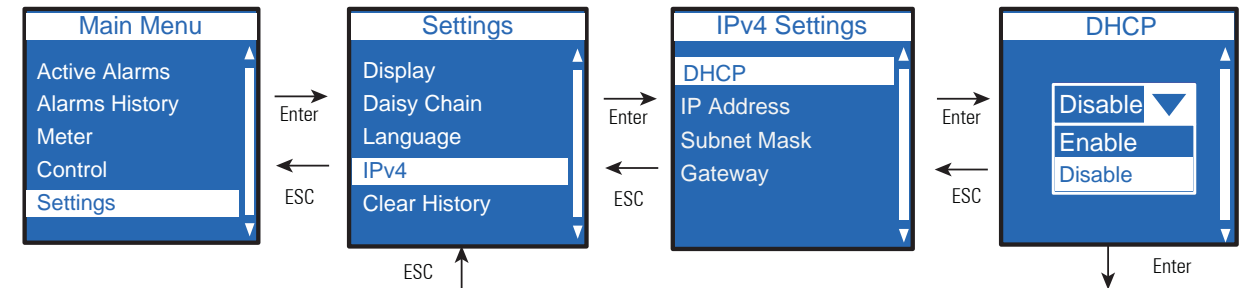 Main Menu
Active Alarms
Alarms History
Meter
Control
Settings
Enter
ESC
Settings
Display
Daisy Chain
Language
IPv4
Clear History
Enter
ESC
IPv4 Settings
DHCP
IP Address
Subnet Mask
Gateway
Enter
ESC
DHCP
Disable
Enable
Disable
ESC
Enter